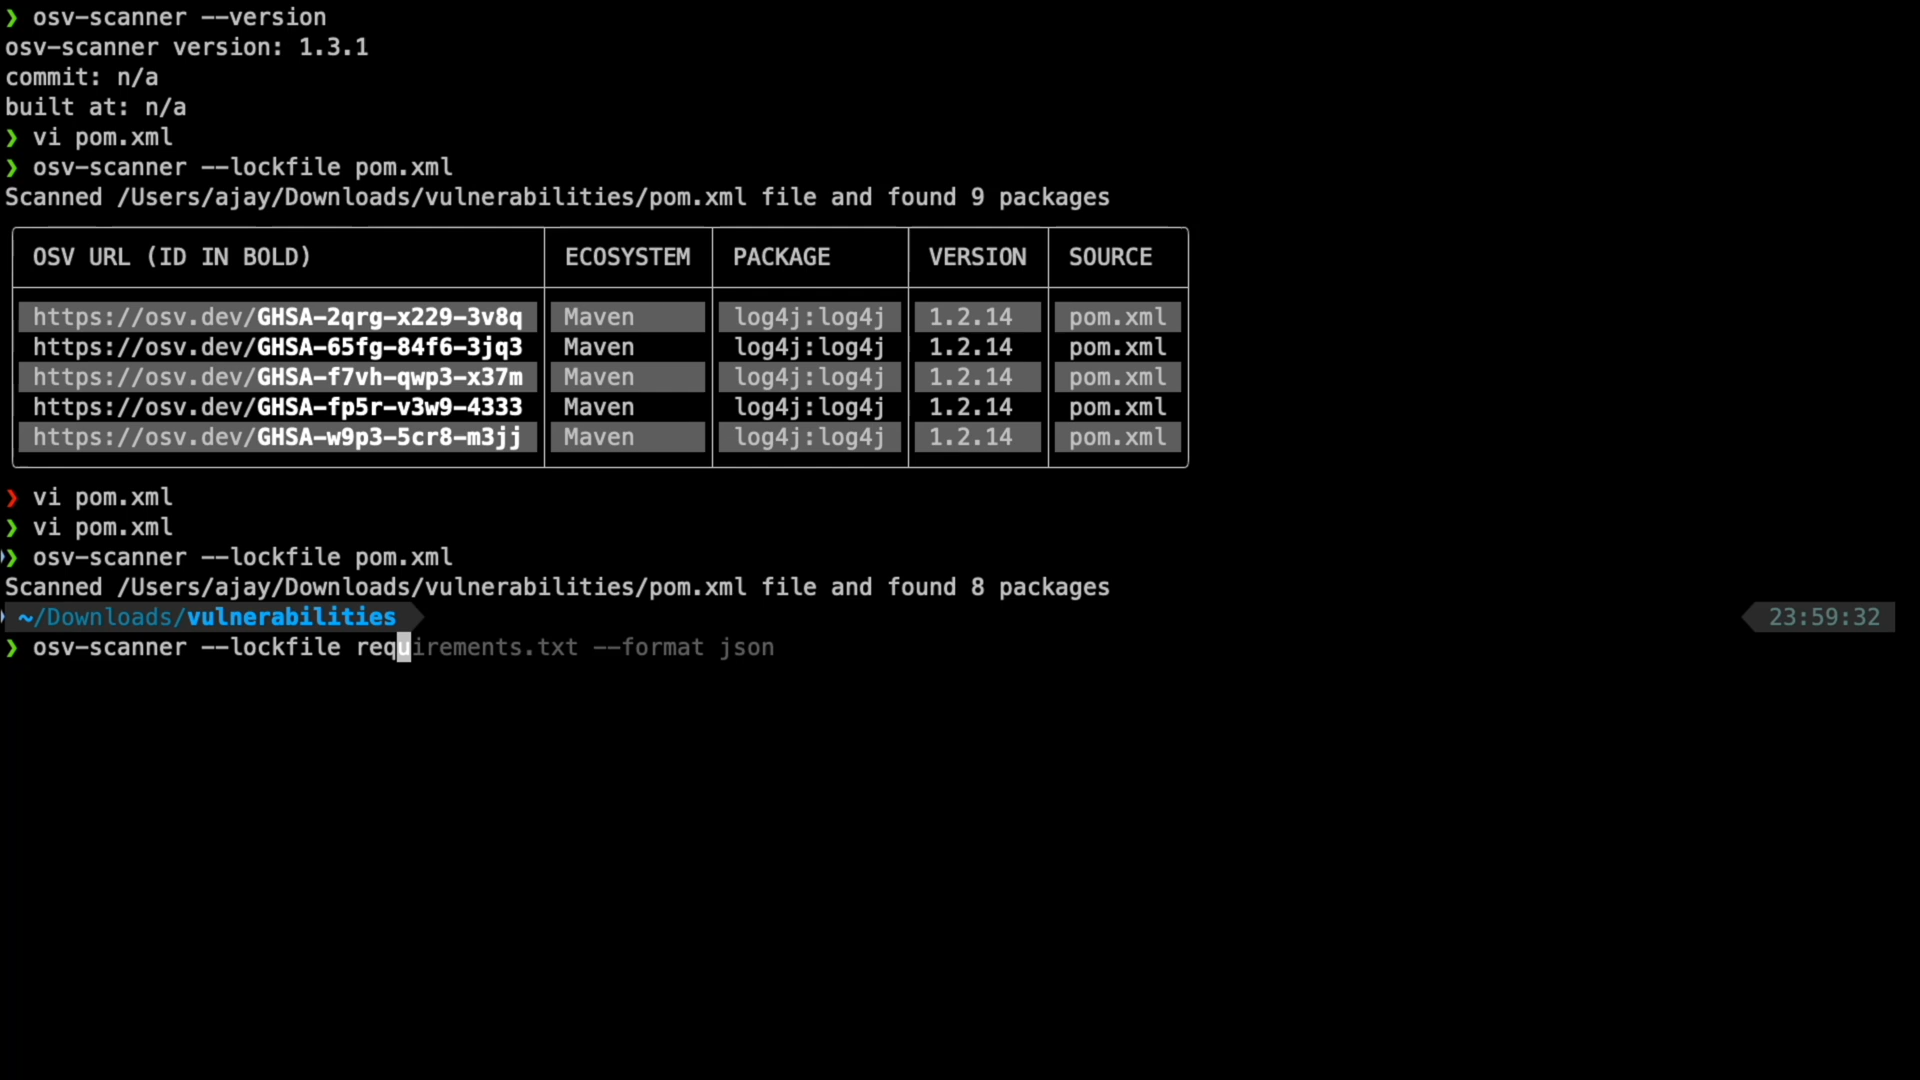 ❯ osv-scanner --version
osv-scanner version: 1.3.1
commit: n/a
built at: n/a
❯ vi pom.xml
❯ osv-scanner --lockfile pom.xml
Scanned /Users/ajay/Downloads/vulnerabilities/pom.xml file and found 9 packages
OSV URL (ID IN BOLD) ECOSYSTEM PACKAGE VERSION SOURCE
https://osv.dev/GHSA-2qrg-x229-3v8q Maven log4j:log4j 1.2.14 pom.xml
https://osv.dev/GHSA-65fg-84f6-3jq3 Maven log4j:log4j 1.2.14 pom.xml
https://osv.dev/GHSA-f7vh-qwp3-x37m Maven log4j:log4j 1.2.14 pom.xml
https://osv.dev/GHSA-fp5r-v3w9-4333 Maven log4j:log4j 1.2.14 pom.xml
https://osv.dev/GHSA-w9p3-5cr8-m3jj Maven log4j:log4j 1.2.14 pom.xml
❯ vi pom.xml
❯ vi pom.xml
❯ osv-scanner --lockfile pom.xml
Scanned /Users/ajay/Downloads/vulnerabilities/pom.xml file and found 8 packages
~/Downloads/vulnerabilities 23:59:32
❯ osv-scanner --lockfile requirements.txt --format json